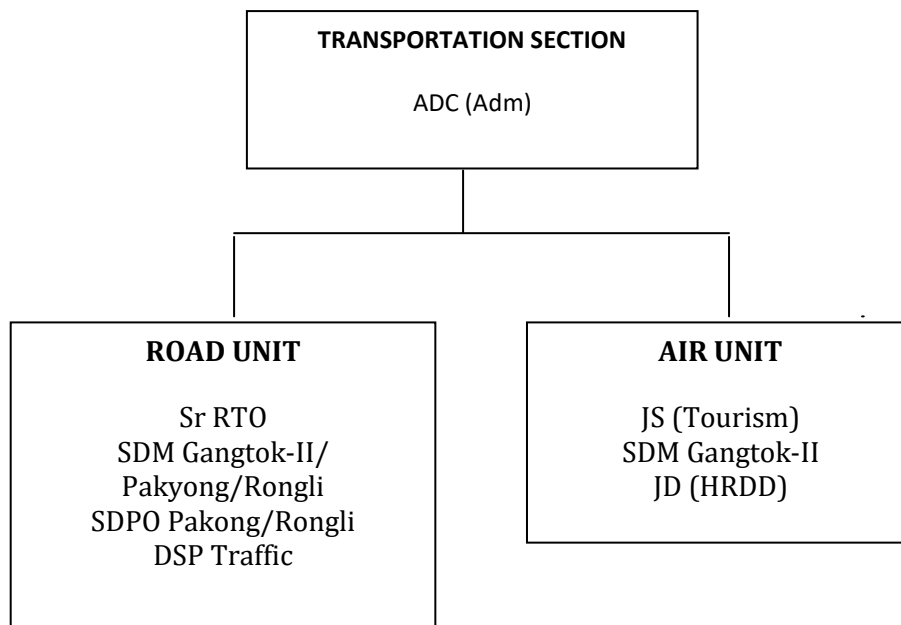 TRANSPORTATION SECTION
ADC (Adm)
ROAD UNIT
Sr RTO
SDM Gangtok-II/
Pakyong/Rongli
SDPO Pakong/Rongli
DSP Traffic
AIR UNIT
JS (Tourism)
SDM Gangtok-II
JD (HRDD)